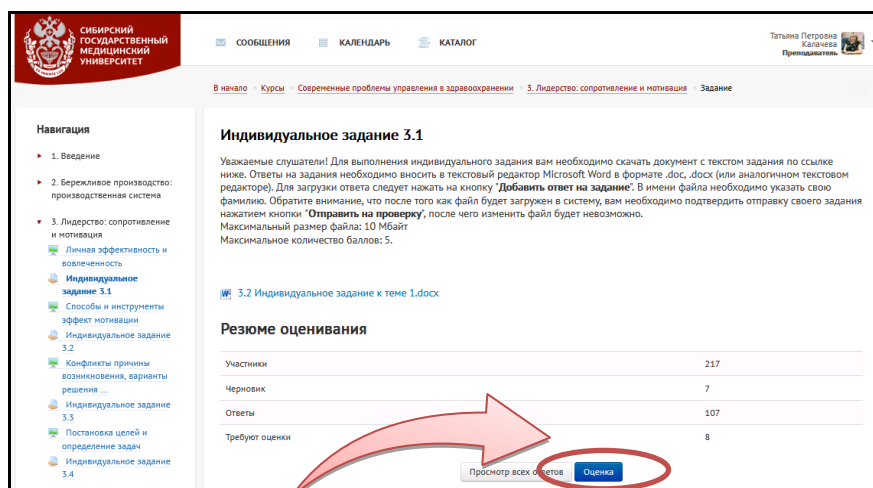 СИБИРСКИЙ
ГОСУДАРСТВЕННЫЙ
МЕДИЦИНСКИЙ
УНИВЕРСИТЕТ
СООБЩЕНИЯ
КАЛЕНДАРЬ
КАТАЛОГ
Татьяна Петровна
Калачева
Преподаватель
В начало > Курсы > Современные проблемы управления в здравоохранении > 3. Лидерство: сопротивление и мотивация > Задание
Навигация
1. Введение
2. Бережливое производство:
производственная система
3. Лидерство: сопротивление
и мотивация
Личная эффективность и
вовлеченность
Индивидуальное
задание 3.1
Способы и инструменты
эффект мотивации
Индивидуальное задание
3.2
Конфликты причины
возникновения, варианты
решения ...
Индивидуальное задание
3.3
Постановка целей и
определение задач
Индивидуальное задание
3.4
Индивидуальное задание 3.1
Уважаемые слушатели! Для выполнения индивидуального задания вам необходимо скачать документ с текстом задания по ссылке
ниже. Ответы на задания необходимо вносить в текстовый редактор Microsoft Word в формате .doc, .docx (или аналогичном текстовом
редакторе). Для загрузки ответа следует нажать на кнопку "Добавить ответ на задание". В имени файла необходимо указать свою
фамилию. Обратите внимание, что после того как файл будет загружен в систему, вам необходимо подтвердить отправку своего задания
нажатием кнопки "Отправить на проверку", после чего изменить файл будет невозможно.
Максимальный размер файла: 10 Мбайт
Максимальное количество баллов: 5.
3.2 Индивидуальное задание к теме 1.docx
Резюме оценивания
Участники 217
Черновик 7
Ответы 107
Требуют оценки 8
Просмотр всех ответов Оценка